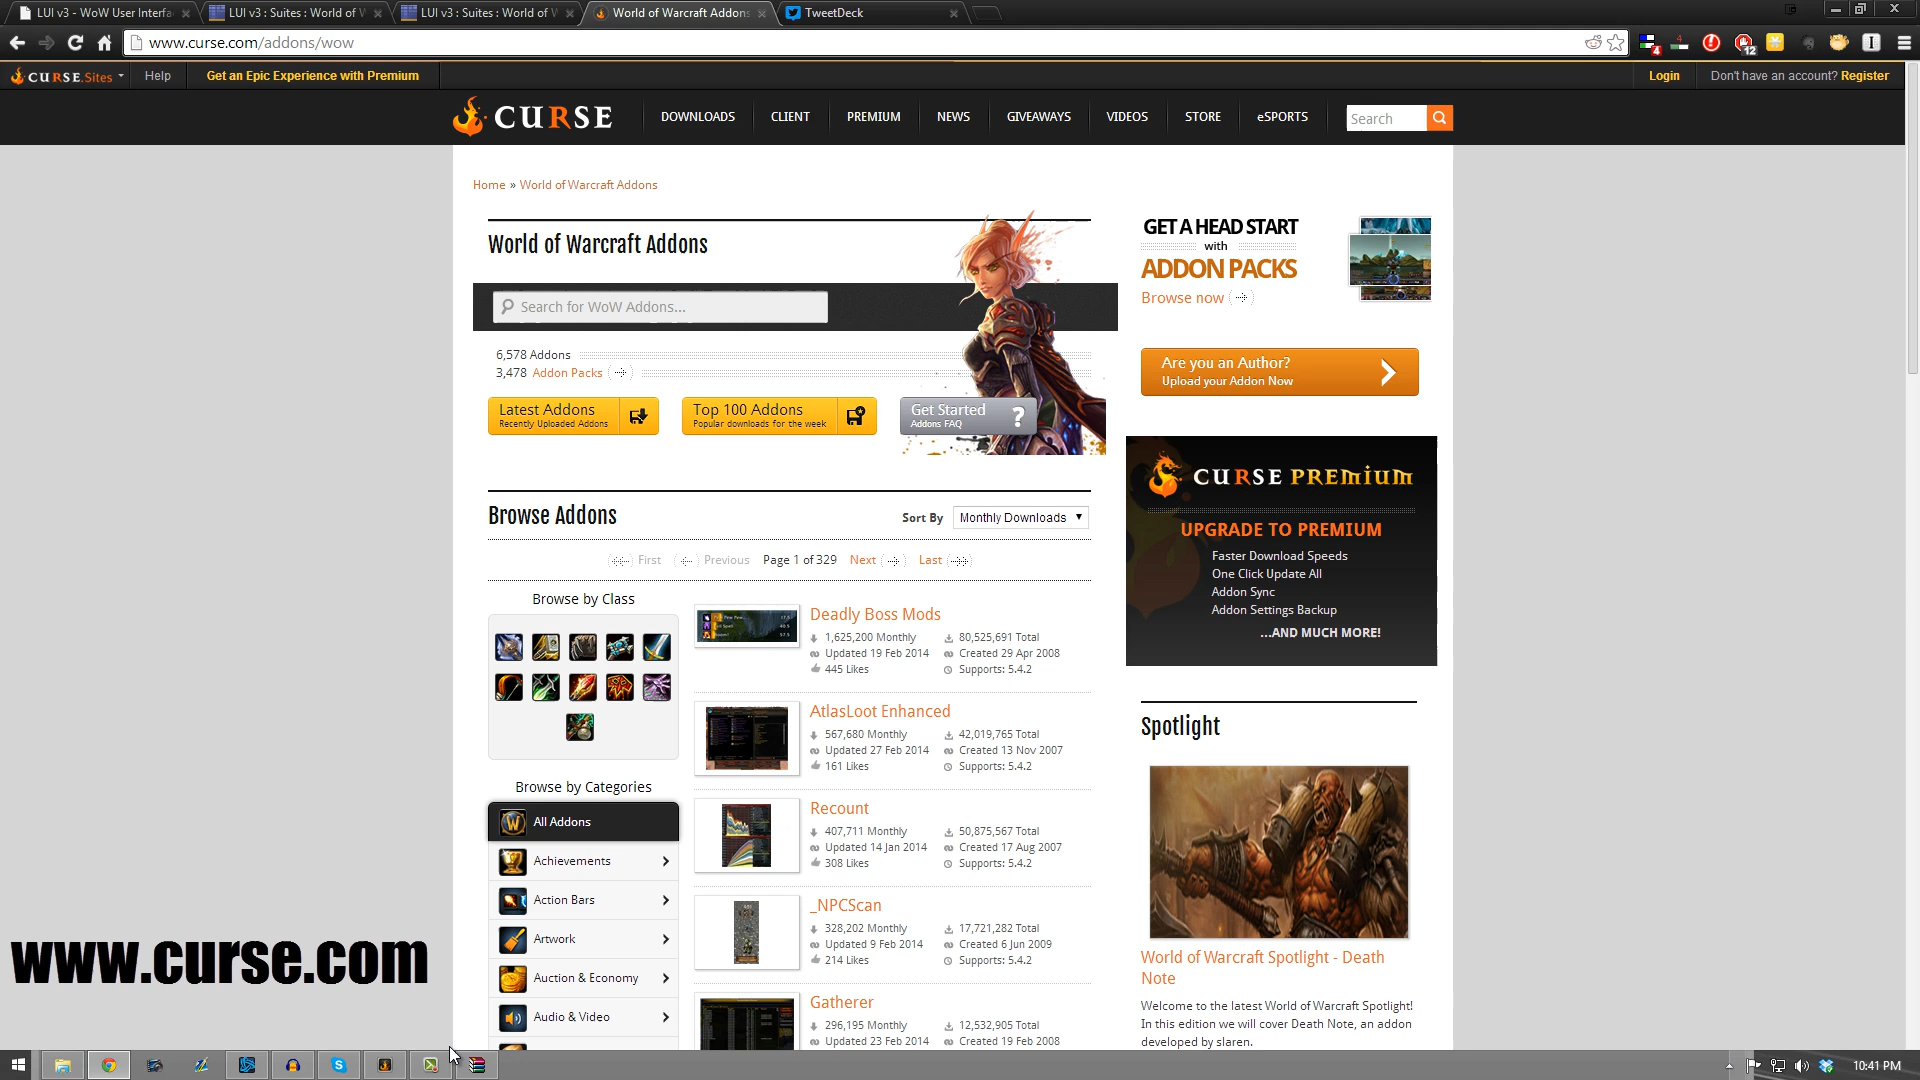 LUI v3 - WoW User Interfa
LUI v3 : Suites : World of W
LUI v3 : Suites : World of W
World of Warcraft Addons
TweetDeck
www.curse.com/addons/wow
4
4
12
CURSE.Sites
Help
Get an Epic Experience with Premium
Login
Don't have an account? Register
CURSE
DOWNLOADS
CLIENT
PREMIUM
NEWS
GIVEAWAYS
VIDEOS
STORE
eSPORTS
Search
Home » World of Warcraft Addons
World of Warcraft Addons
Search for WoW Addons...
6,578 Addons
3,478 Addon Packs
Latest Addons
Recently Uploaded Addons
Top 100 Addons
Popular downloads for the week
Get Started
Addons FAQ
?
GET A HEAD START
with
ADDON PACKS
Browse now
Are you an Author?
Upload your Addon Now
CURSE PREMIUM
UPGRADE TO PREMIUM
Faster Download Speeds
One Click Update All
Addon Sync
Addon Settings Backup
...AND MUCH MORE!
Browse Addons
Sort By
Monthly Downloads
First
Previous
Page 1 of 329
Next
Last
Browse by Class
Browse by Categories
All Addons
Achievements
Action Bars
Artwork
Auction & Economy
Audio & Video
Deadly Boss Mods
1,625,200 Monthly
80,525,691 Total
Updated 19 Feb 2014
Created 29 Apr 2008
445 Likes
Supports: 5.4.2
AtlasLoot Enhanced
567,680 Monthly
42,019,765 Total
Updated 27 Feb 2014
Created 13 Nov 2007
161 Likes
Supports: 5.4.2
Recount
407,711 Monthly
50,875,567 Total
Updated 14 Jan 2014
Created 17 Aug 2007
308 Likes
Supports: 5.4.2
_NPCScan
328,202 Monthly
17,721,282 Total
Updated 9 Feb 2014
Created 6 Jun 2009
214 Likes
Supports: 5.4.2
Gatherer
296,195 Monthly
12,532,905 Total
Updated 23 Feb 2014
Created 19 Feb 2008
Spotlight
World of Warcraft Spotlight - Death
Note
Welcome to the latest World of Warcraft Spotlight!
In this edition we will cover Death Note, an addon
developed by slaren.
www.curse.com
10:41 PM